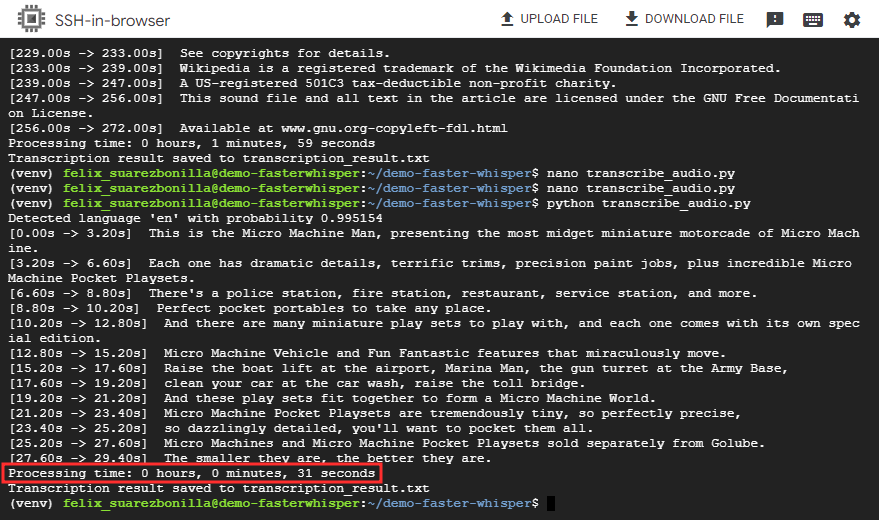 SSH-in-browser
UPLOAD FILE
DOWNLOAD FILE
[229.00s -> 233.00s]  See copyrights for details.
[233.00s -> 239.00s]  Wikipedia is a registered trademark of the Wikimedia Foundation Incorporated.
[239.00s -> 247.00s]  A US-registered 501C3 tax-deductible non-profit charity.
[247.00s -> 256.00s]  This sound file and all text in the article are licensed under the GNU Free Documentati
on License.
[256.00s -> 272.00s]  Available at www.gnu.org-copyleft-fdl.html
Processing time: 0 hours, 1 minutes, 59 seconds
Transcription result saved to transcription_result.txt
(venv) felix_suarezbonilla@demo-fasterwhisper:~/demo-faster-whisper$ nano transcribe_audio.py
(venv) felix_suarezbonilla@demo-fasterwhisper:~/demo-faster-whisper$ nano transcribe_audio.py
(venv) felix_suarezbonilla@demo-fasterwhisper:~/demo-faster-whisper$ python transcribe_audio.py
Detected language 'en' with probability 0.995154
[0.00s -> 3.20s]  This is the Micro Machine Man, presenting the most midget miniature motorcade of Micro Mach
ine.
[3.20s -> 6.60s]  Each one has dramatic details, terrific trims, precision paint jobs, plus incredible Micro
Machine Pocket Playsets.
[6.60s -> 8.80s]  There's a police station, fire station, restaurant, service station, and more.
[8.80s -> 10.20s]  Perfect pocket portables to take any place.
[10.20s -> 12.80s]  And there are many miniature play sets to play with, and each one comes with its own spec
ial edition.
[12.80s -> 15.20s]  Micro Machine Vehicle and Fun Fantastic features that miraculously move.
[15.20s -> 17.60s]  Raise the boat lift at the airport, Marina Man, the gun turret at the Army Base,
[17.60s -> 19.20s]  clean your car at the car wash, raise the toll bridge.
[19.20s -> 21.20s]  And these play sets fit together to form a Micro Machine World.
[21.20s -> 23.40s]  Micro Machine Pocket Playsets are tremendously tiny, so perfectly precise,
[23.40s -> 25.20s]  so dazzlingly detailed, you'll want to pocket them all.
[25.20s -> 27.60s]  Micro Machines and Micro Machine Pocket Playsets sold separately from Golube.
[27.60s -> 29.40s]  The smaller they are, the better they are.
Processing time: 0 hours, 0 minutes, 31 seconds
Transcription result saved to transcription_result.txt
(venv) felix_suarezbonilla@demo-fasterwhisper:~/demo-faster-whisper$